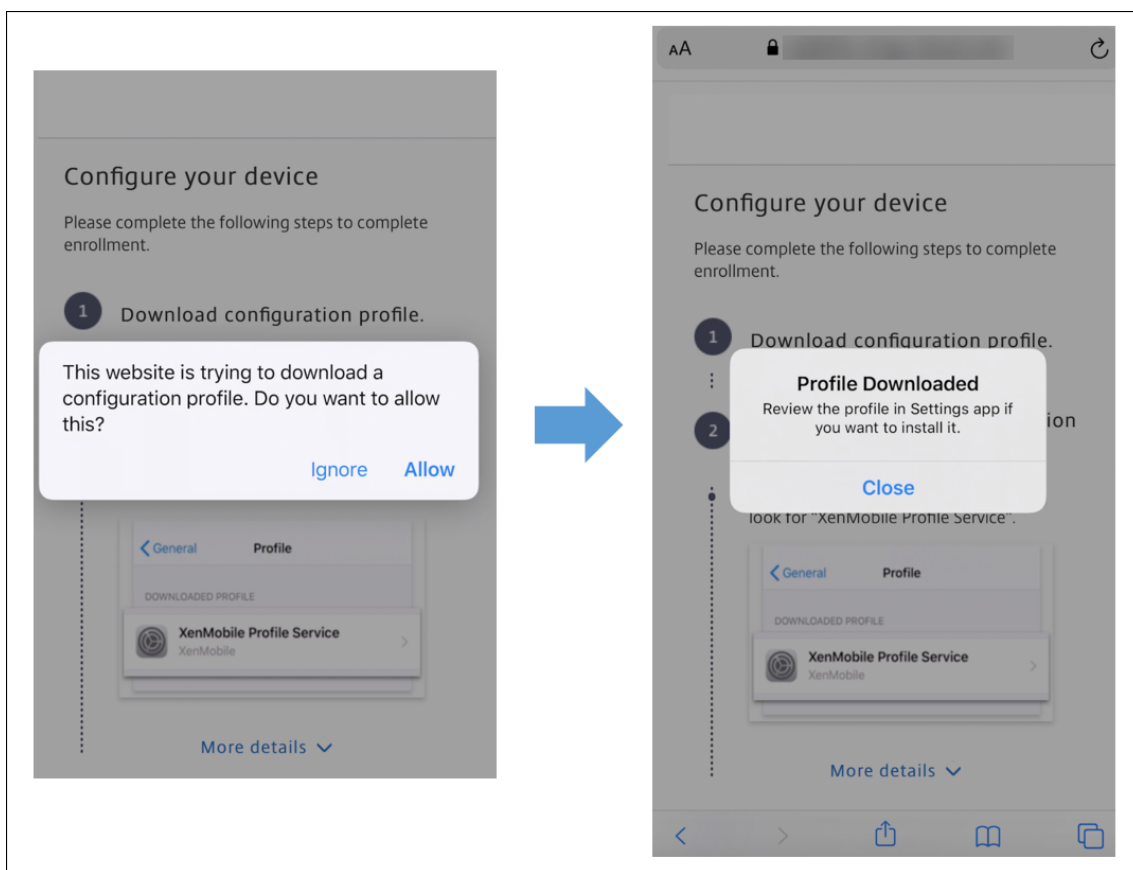 Configure your device
Please complete the following steps to complete
enrollment.
1
Download configuration profile.
This website is trying to download a
configuration profile. Do you want to allow
this?
Ignore
Allow
General
Profile
DOWNLOADED PROFILE
XenMobile Profile Service
XenMobile
More details
AA
Configure your device
Please complete the following steps to complete
enrollment.
1
Download configuration profile.
2
ion
Profile Downloaded
Review the profile in Settings app if
you want to install it.
Close
look for "XenMobile Profile Service".
General
Profile
DOWNLOADED PROFILE
XenMobile Profile Service
XenMobile
More details